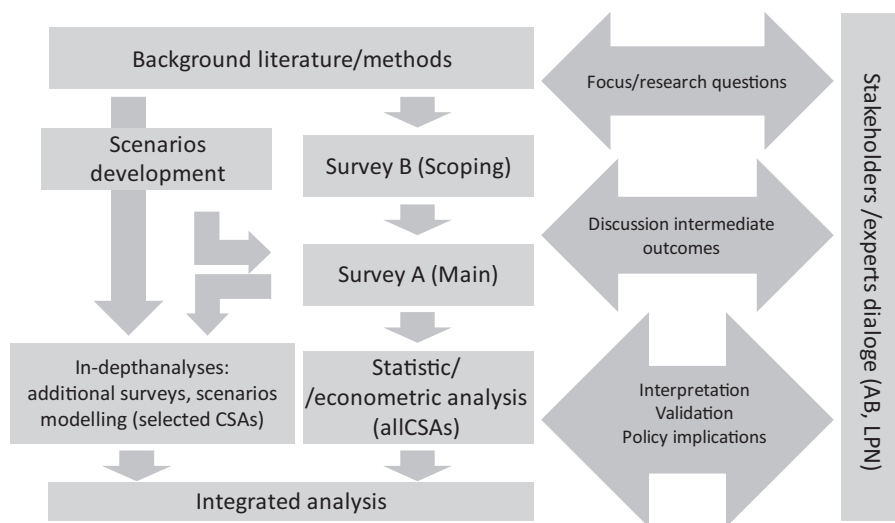 Background literature/methods
Focus/research questions
Scenarios
development
Survey B (Scoping)
Discussion intermediate
outcomes
Survey A (Main)
In-depthanalyses:
additional surveys, scenarios
modelling (selected CSAs)
Statistic/
/econometric analysis
(allCSAs)
Interpretation
Validation
Policy implications
Integrated analysis
Stakeholders /experts dialoge (AB, LPN)